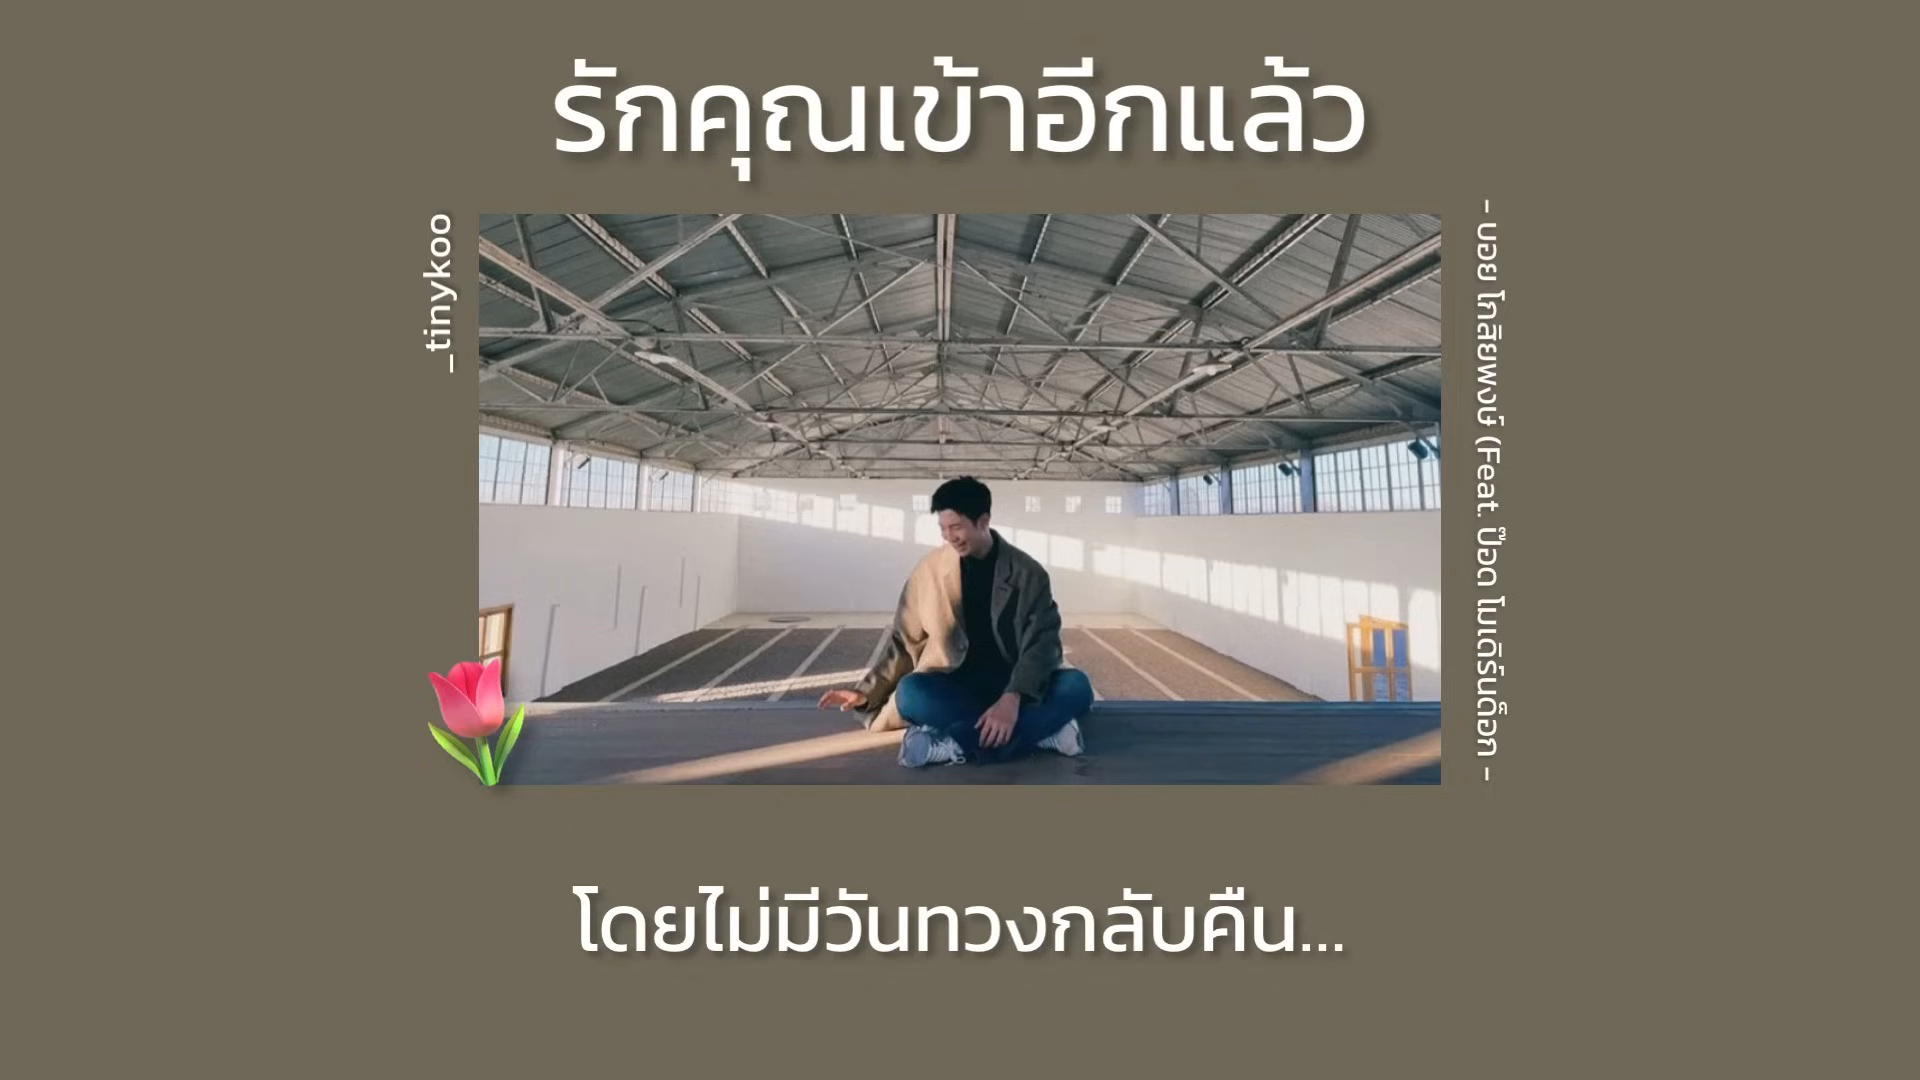 รักคุณเข้าอีกแล้ว
_tinykoo
- บอย โกสิยพงษ์ (Feat. ป๊อด โมเดิร์นด็อก -
โดยไม่มีวันทวงกลับคืน...